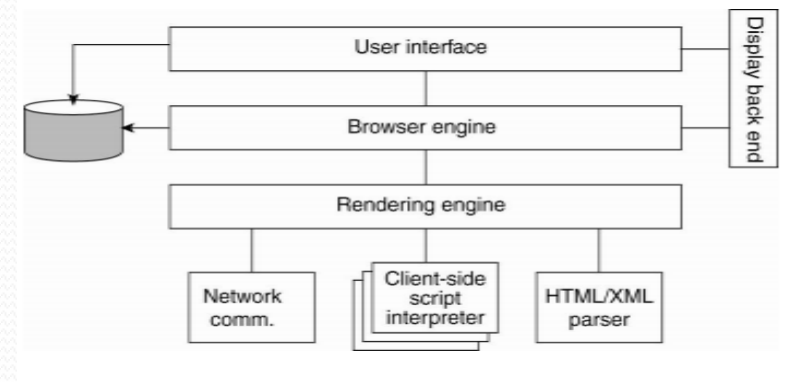 User interface
Display back end
Browser engine
Rendering engine
Network
comm.
Client-side
script
interpreter
HTML/XML
parser